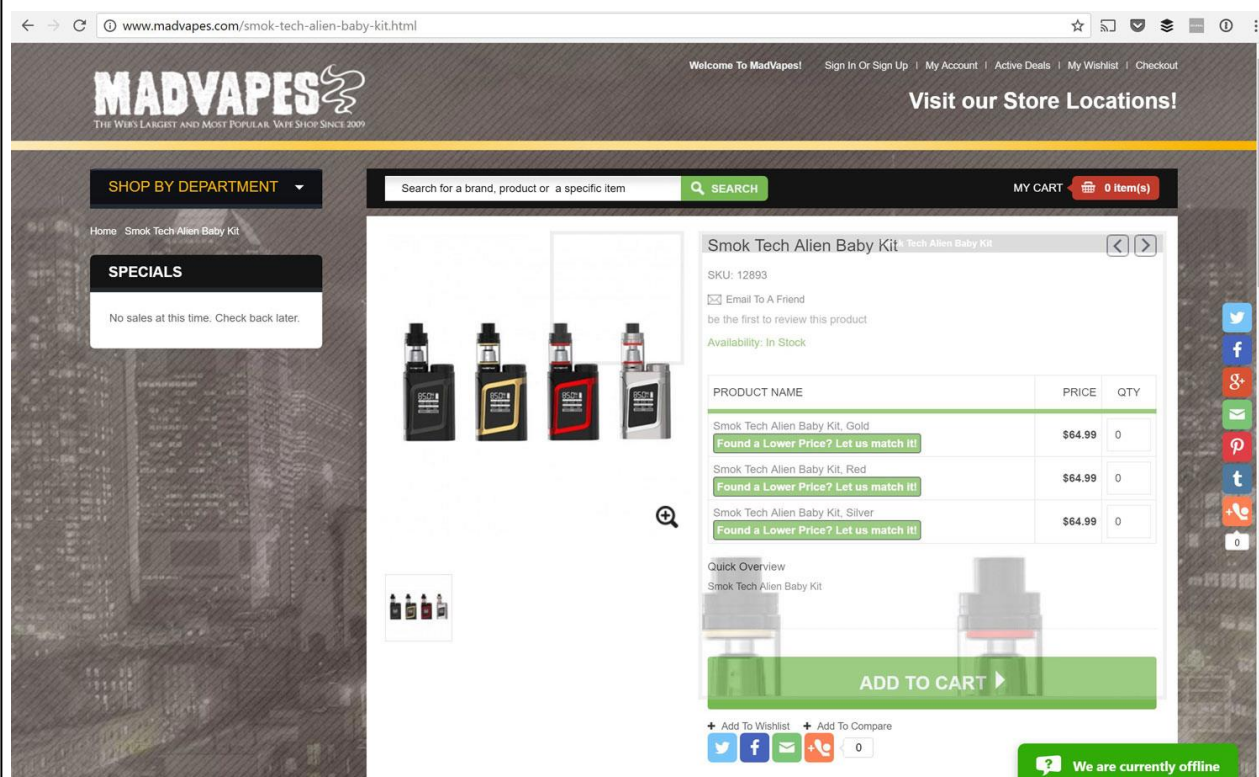 www.madvapes.com/smok-tech-alien-baby-kit.html
MADVAPES
THE WEB'S LARGEST AND MOST POPULAR VAPE SHOP SINCE 2009
Welcome To MadVapes! Sign In Or Sign Up | My Account | Active Deals | My Wishlist | Checkout
Visit our Store Locations!
SHOP BY DEPARTMENT
Search for a brand, product or a specific item
SEARCH
MY CART 0 item(s)
Home Smok Tech Alien Baby Kit
SPECIALS
No sales at this time. Check back later.
Smok Tech Alien Baby Kit
Tech Alien Baby Kit
SKU: 12893
Email To A Friend
be the first to review this product
Availability: In Stock
PRODUCT NAME PRICE QTY
Smok Tech Alien Baby Kit, Gold
Found a Lower Price? Let us match it!
$64.99 0
Smok Tech Alien Baby Kit, Red
Found a Lower Price? Let us match it!
$64.99 0
Smok Tech Alien Baby Kit, Silver
Found a Lower Price? Let us match it!
$64.99 0
Quick Overview
Smok Tech Alien Baby Kit
ADD TO CART
+ Add To Wishlist + Add To Compare
0
0
We are currently offline